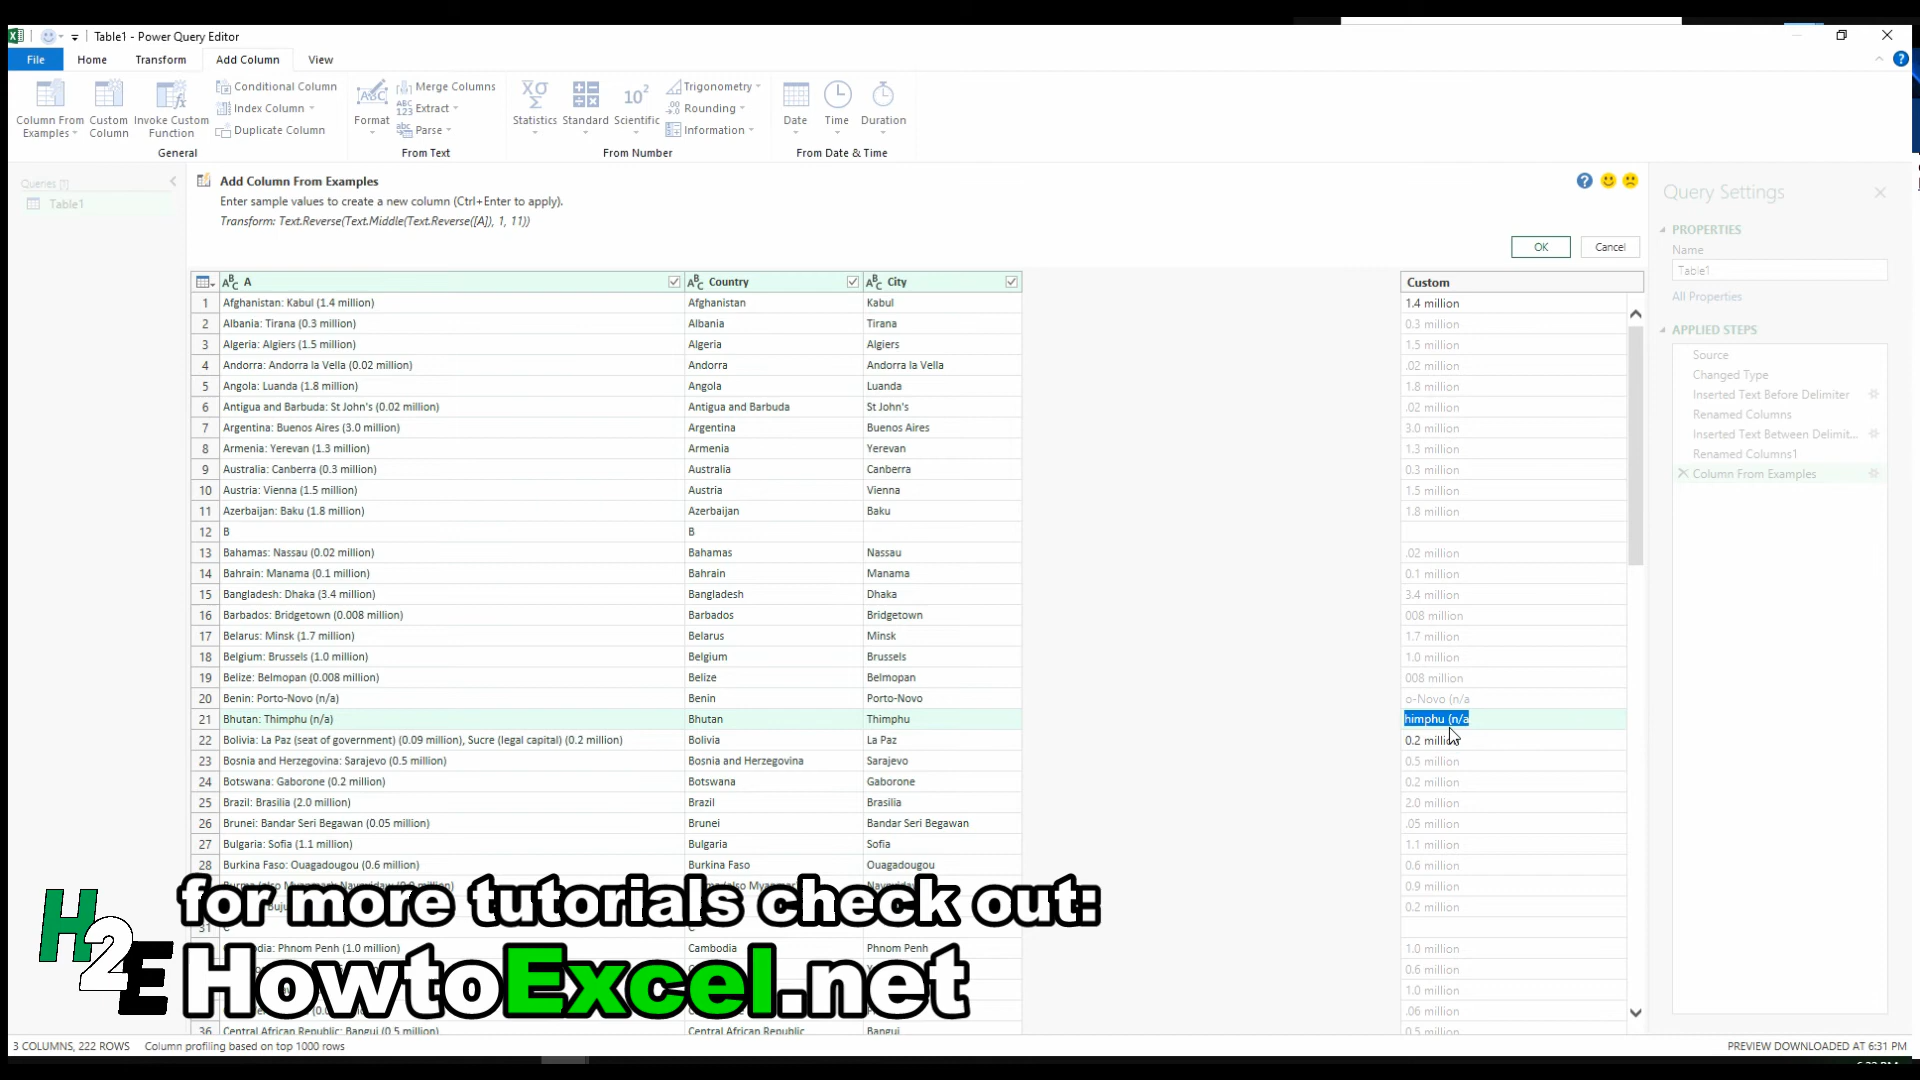 Table1 - Power Query Editor
File Home Transform Add Column View
Column From Examples
Custom Column
Invoke Custom Function
Conditional Column
Index Column
Duplicate Column
General
Format
Merge Columns
Extract
Parse
From Text
Statistics
Standard
Scientific
Trigonometry
Rounding
Information
From Number
Date
Time
Duration
From Date & Time
Queries [1]
Table1
Add Column From Examples
Enter sample values to create a new column (Ctrl+Enter to apply).
Transform: Text.Reverse(Text.Middle(Text.Reverse([A]), 1, 11))
OK Cancel
A Country City Custom
1 Afghanistan: Kabul (1.4 million) Afghanistan Kabul 1.4 million
2 Albania: Tirana (0.3 million) Albania Tirana 0.3 million
3 Algeria: Algiers (1.5 million) Algeria Algiers 1.5 million
4 Andorra: Andorra la Vella (0.02 million) Andorra Andorra la Vella .02 million
5 Angola: Luanda (1.8 million) Angola Luanda 1.8 million
6 Antigua and Barbuda: St John's (0.02 million) Antigua and Barbuda St John's .02 million
7 Argentina: Buenos Aires (3.0 million) Argentina Buenos Aires 3.0 million
8 Armenia: Yerevan (1.3 million) Armenia Yerevan 1.3 million
9 Australia: Canberra (0.3 million) Australia Canberra 0.3 million
10 Austria: Vienna (1.5 million) Austria Vienna 1.5 million
11 Azerbaijan: Baku (1.8 million) Azerbaijan Baku 1.8 million
12 B B
13 Bahamas: Nassau (0.02 million) Bahamas Nassau .02 million
14 Bahrain: Manama (0.1 million) Bahrain Manama 0.1 million
15 Bangladesh: Dhaka (3.4 million) Bangladesh Dhaka 3.4 million
16 Barbados: Bridgetown (0.008 million) Barbados Bridgetown 008 million
17 Belarus: Minsk (1.7 million) Belarus Minsk 1.7 million
18 Belgium: Brussels (1.0 million) Belgium Brussels 1.0 million
19 Belize: Belmopan (0.008 million) Belize Belmopan 008 million
20 Benin: Porto-Novo (n/a) Benin Porto-Novo o-Novo (n/a
21 Bhutan: Thimphu (n/a) Bhutan Thimphu himphu (n/a
22 Bolivia: La Paz (seat of government) (0.09 million), Sucre (legal capital) (0.2 million) Bolivia La Paz 0.2 million
23 Bosnia and Herzegovina: Sarajevo (0.5 million) Bosnia and Herzegovina Sarajevo 0.5 million
24 Botswana: Gaborone (0.2 million) Botswana Gaborone 0.2 million
25 Brazil: Brasilia (2.0 million) Brazil Brasilia 2.0 million
26 Brunei: Bandar Seri Begawan (0.05 million) Brunei Bandar Seri Begawan .05 million
27 Bulgaria: Sofia (1.1 million) Bulgaria Sofia 1.1 million
28 Burkina Faso: Ouagadougou (0.6 million) Burkina Faso Ouagadougou 0.6 million
0.9 million
0.2 million
31
Phnom Penh (1.0 million) Cambodia Phnom Penh 1.0 million
0.6 million
1.0 million
.06 million
36 Central African Republic: Bangui (0.5 million) Central African Republic Bangui 0.5 million
for more tutorials check out:
H2E HowtoExcel.net
Query Settings
PROPERTIES
Name
Table1
All Properties
APPLIED STEPS
Source
Changed Type
Inserted Text Before Delimiter
Renamed Columns
Inserted Text Between Delimit...
Renamed Columns1
Column From Examples
3 COLUMNS, 222 ROWS Column profiling based on top 1000 rows PREVIEW DOWNLOADED AT 6:31 PM